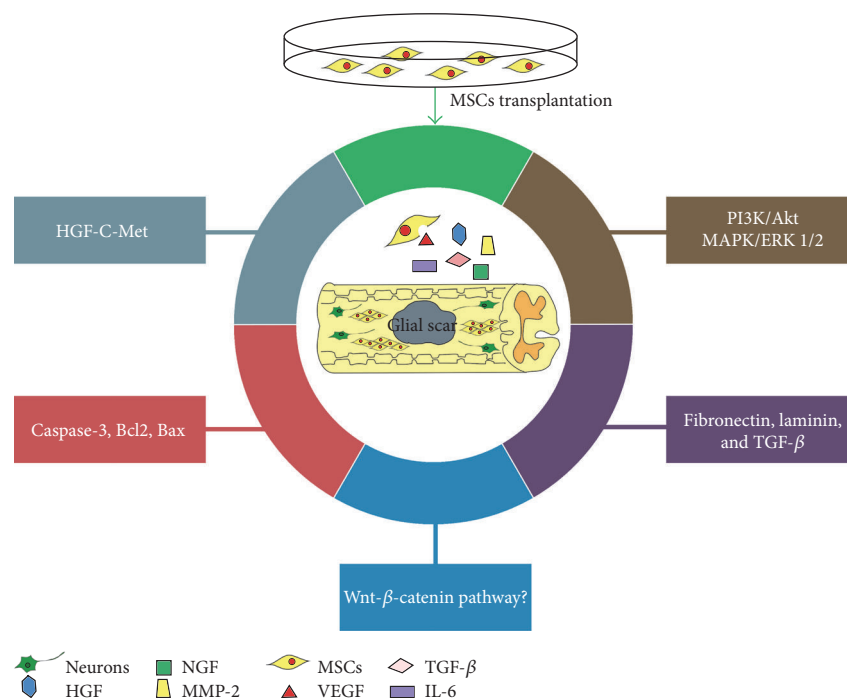 MSCs transplantation
HGF-C-Met
PI3K/Akt
MAPK/ERK 1/2
Glial scar
Caspase-3, Bcl2, Bax
Fibronectin, laminin,
and TGF-β
Wnt-β-catenin pathway?
Neurons NGF MSCs TGF-β
HGF MMP-2 VEGF IL-6